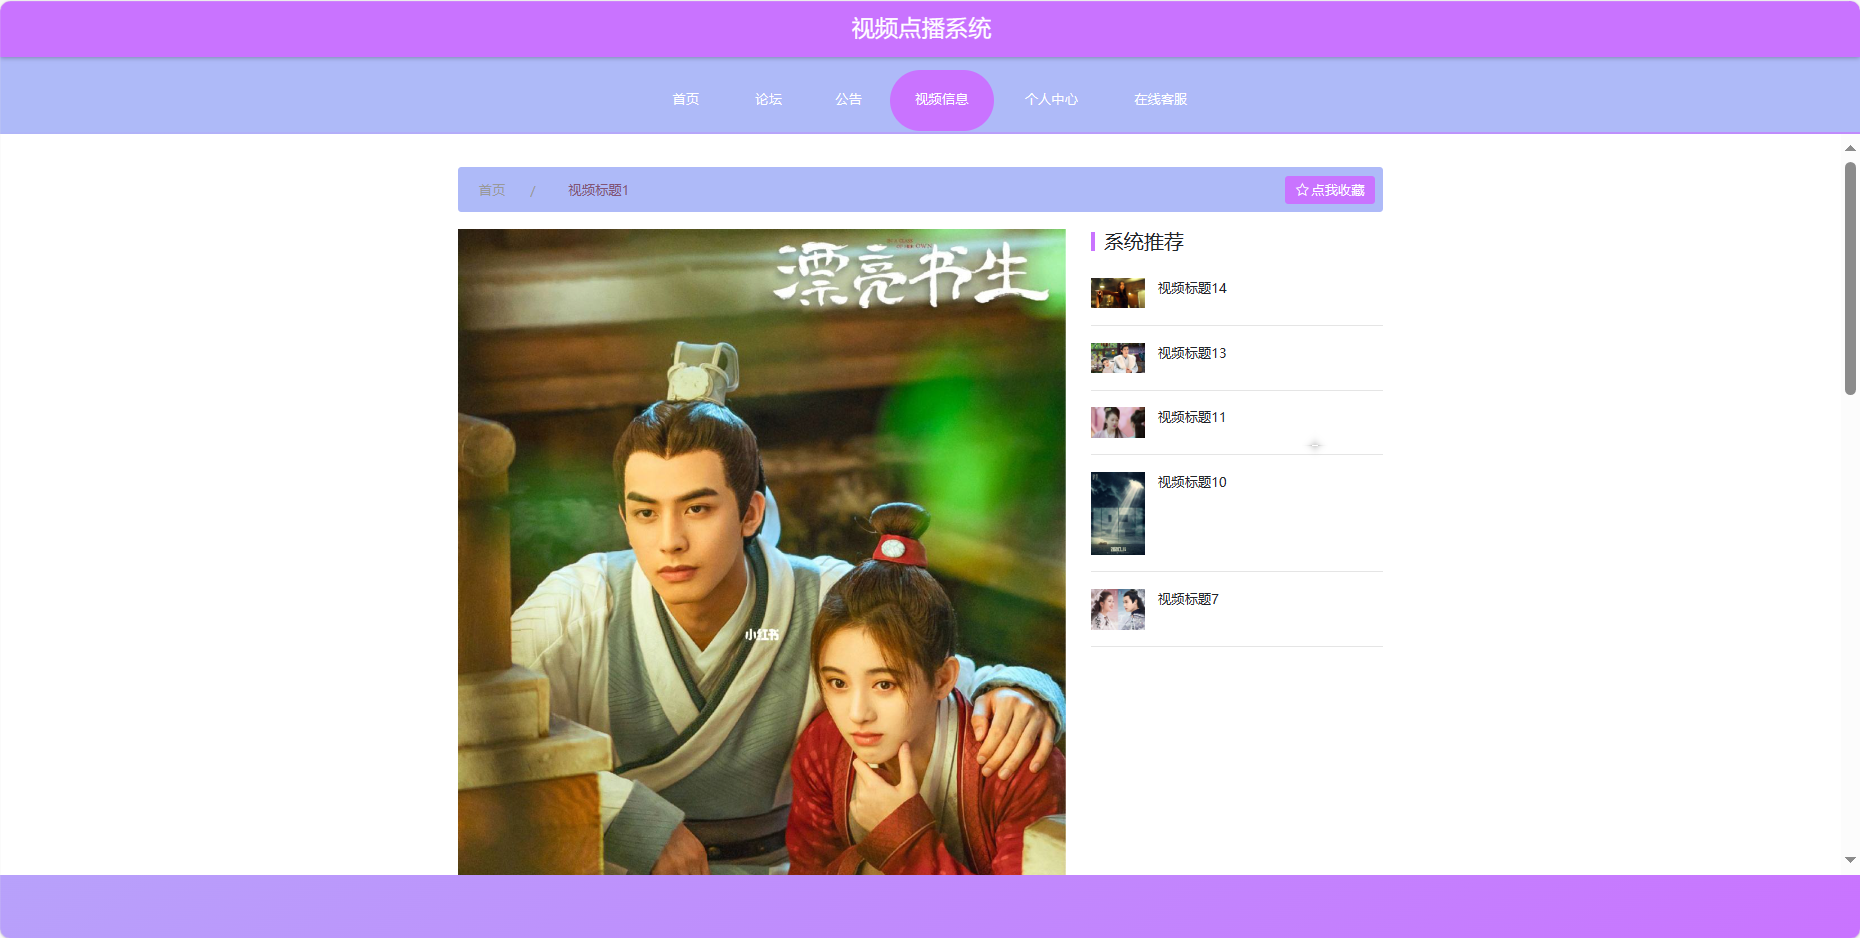 视频点播系统
首页
论坛
公告
视频信息
个人中心
在线客服
首页 / 视频标题1
☆点我收藏
漂亮书生
小红书
系统推荐
视频标题14
视频标题13
视频标题11
视频标题10
视频标题7